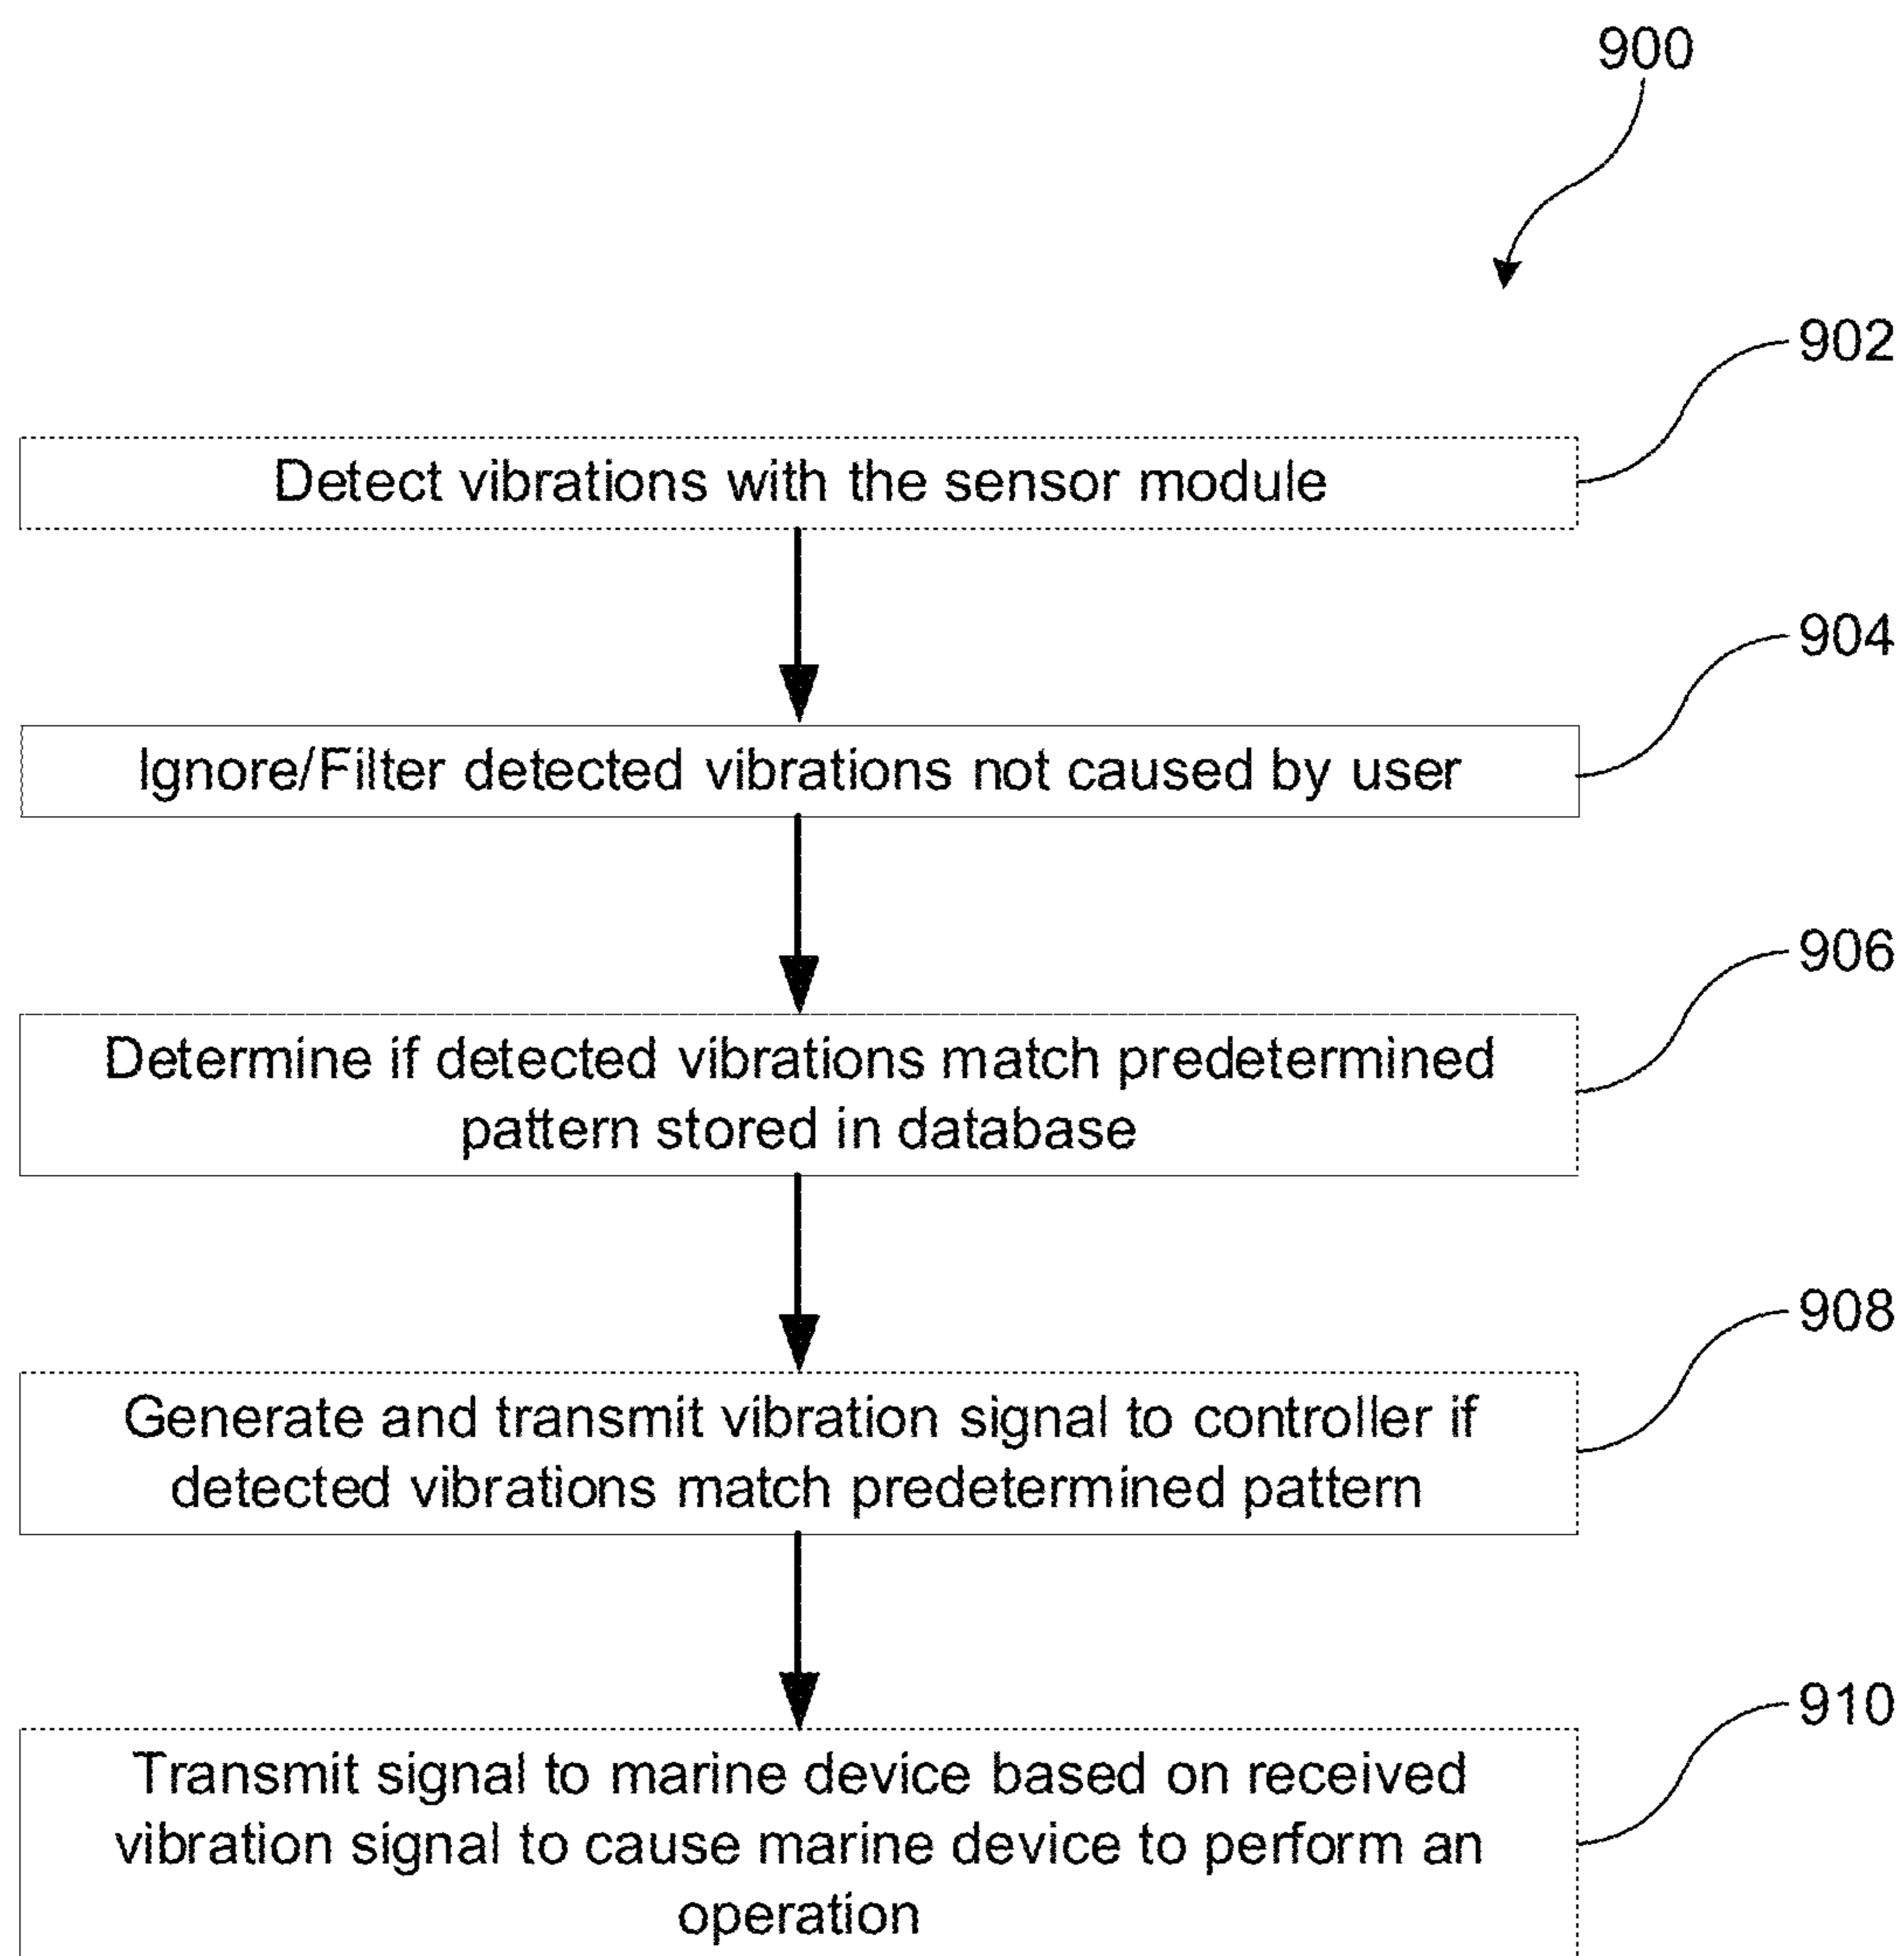 900
902
Detect vibrations with the sensor module
904
Ignore/Filter detected vibrations not caused by user
906
Determine if detected vibrations match predetermined
pattern stored in database
908
Generate and transmit vibration signal to controller if
detected vibrations match predetermined pattern
910
Transmit signal to marine device based on received
vibration signal to cause marine device to perform an
operation